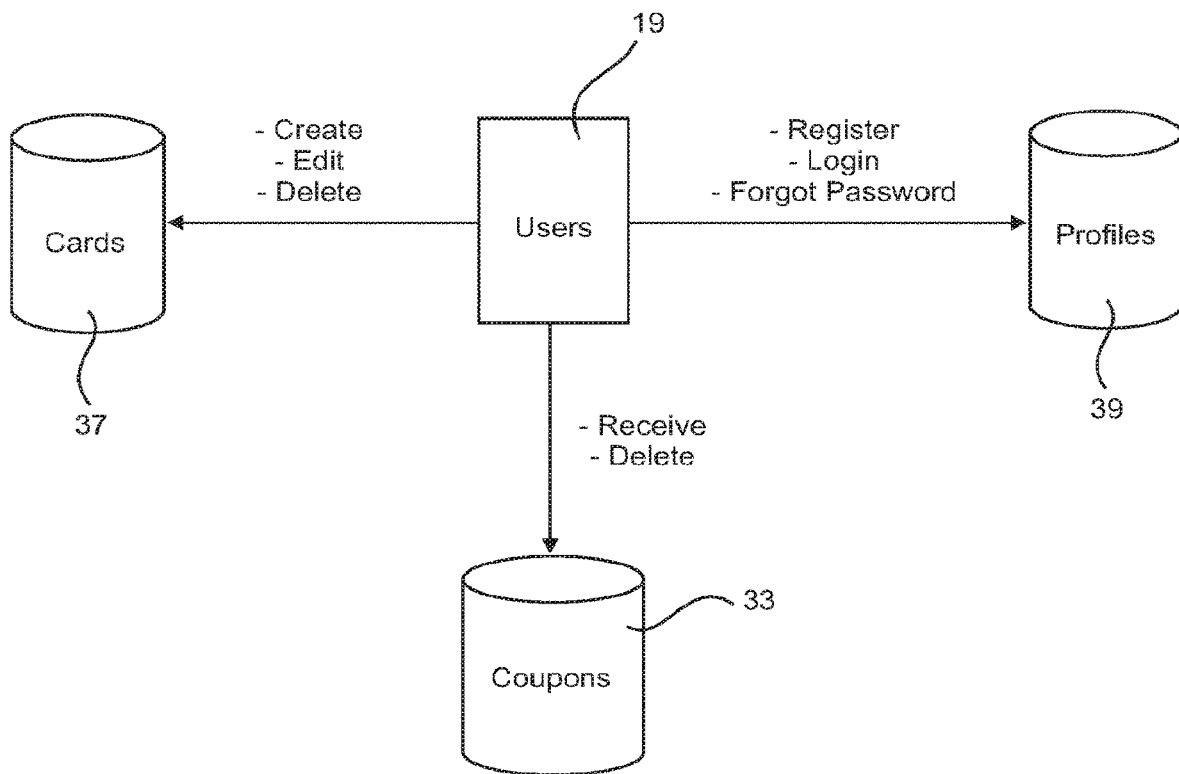 19
- Create
- Edit
- Delete
- Register
- Login
- Forgot Password
Cards
Users
Profiles
37
39
- Receive
- Delete
33
Coupons